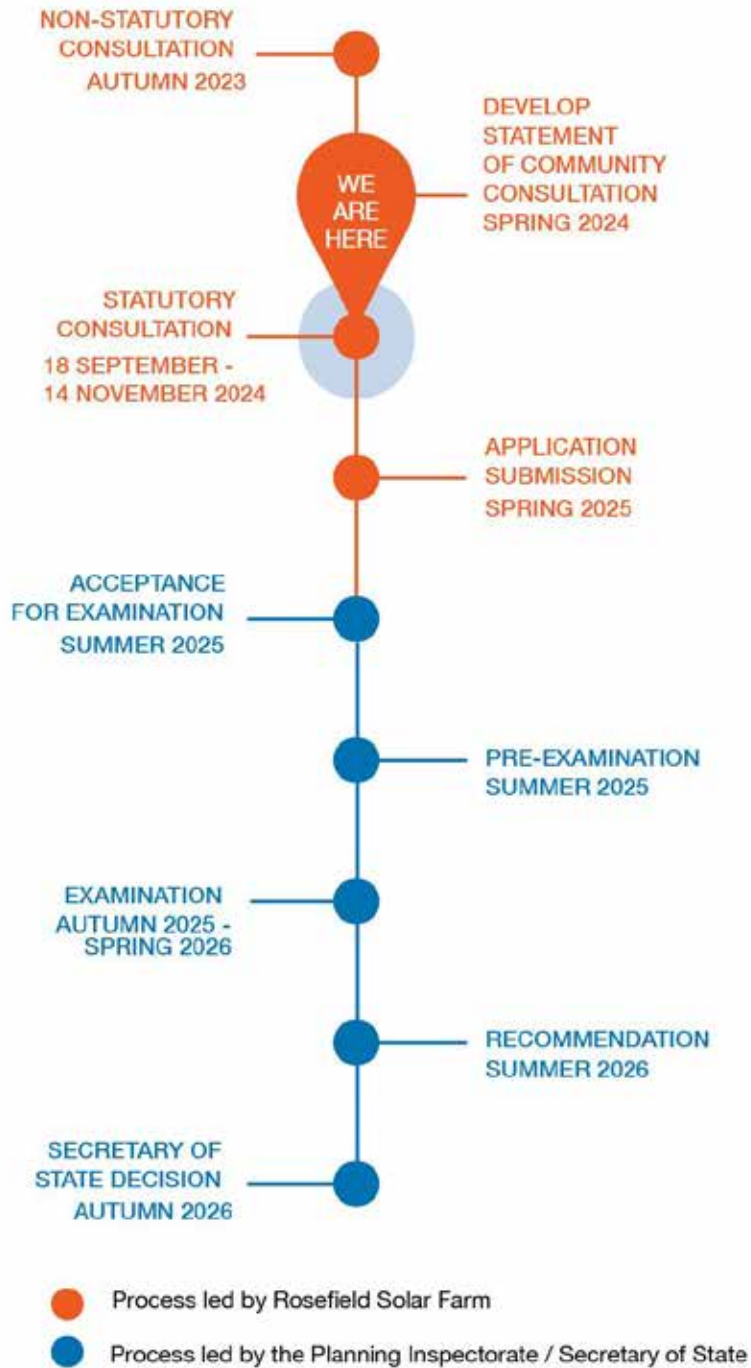 NON-STATUTORY
CONSULTATION
AUTUMN 2023
DEVELOP
STATEMENT
OF COMMUNITY
CONSULTATION
SPRING 2024
WE
ARE
HERE
STATUTORY
CONSULTATION
18 SEPTEMBER -
14 NOVEMBER 2024
APPLICATION
SUBMISSION
SPRING 2025
ACCEPTANCE
FOR EXAMINATION
SUMMER 2025
PRE-EXAMINATION
SUMMER 2025
EXAMINATION
AUTUMN 2025 -
SPRING 2026
RECOMMENDATION
SUMMER 2026
SECRETARY OF
STATE DECISION
AUTUMN 2026
Process led by Rosefield Solar Farm
Process led by the Planning Inspectorate / Secretary of State